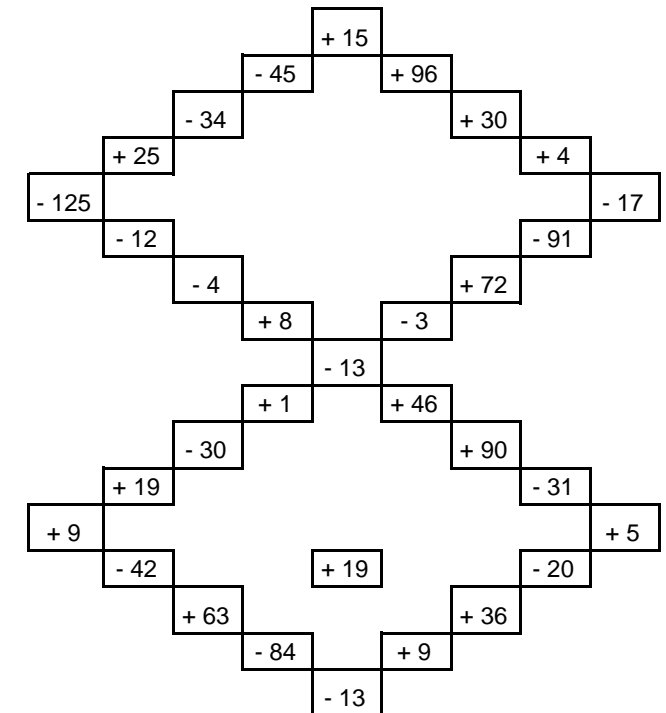 + 15
- 45 + 96
- 34 + 30
+ 25 + 4
- 125 - 17
- 12 - 91
- 4 + 72
+ 8 - 3
- 13
+ 1 + 46
- 30 + 90
+ 19 - 31
+ 9 + 5
- 42 + 19 - 20
+ 63 + 36
- 84 + 9
- 13